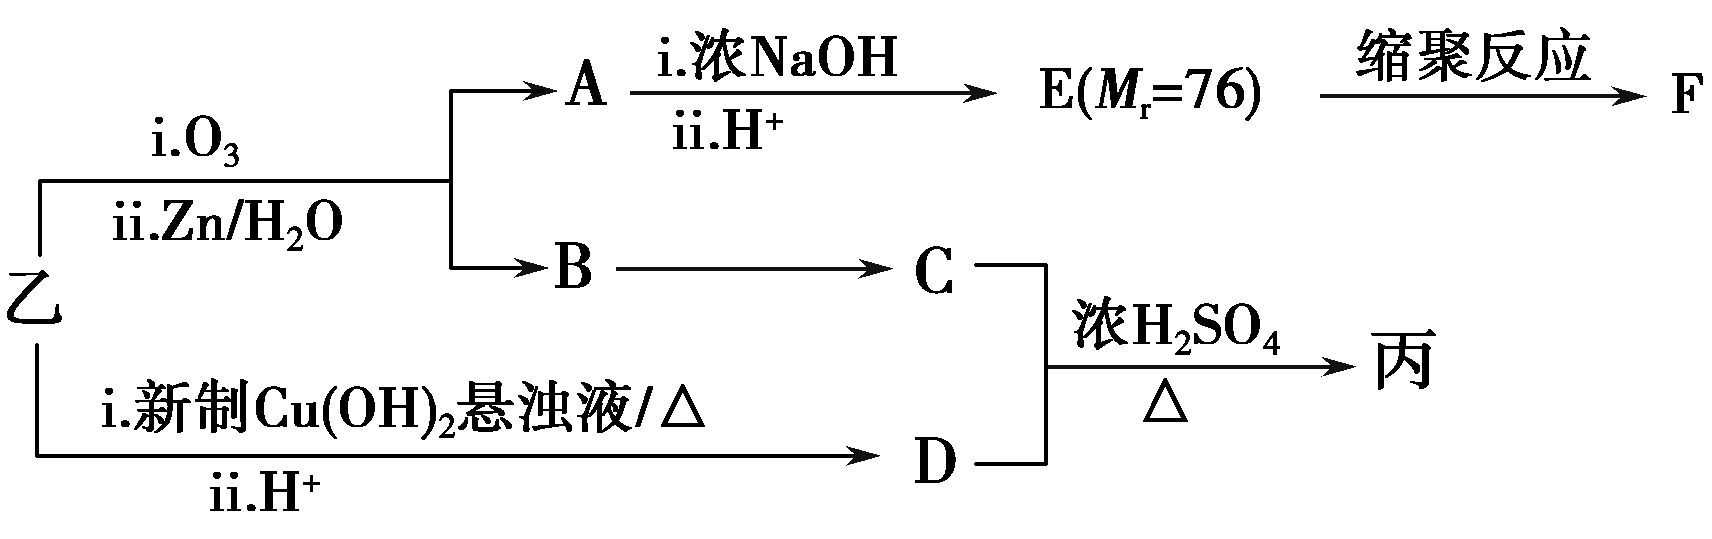 i.O₃
ii.Zn/H₂O
A
i.浓NaOH
ii.H⁺
E(Mᵣ=76)
缩聚反应
F
乙
B
C
浓H₂SO₄
△
丙
i.新制Cu(OH)₂悬浊液/△
ii.H⁺
D